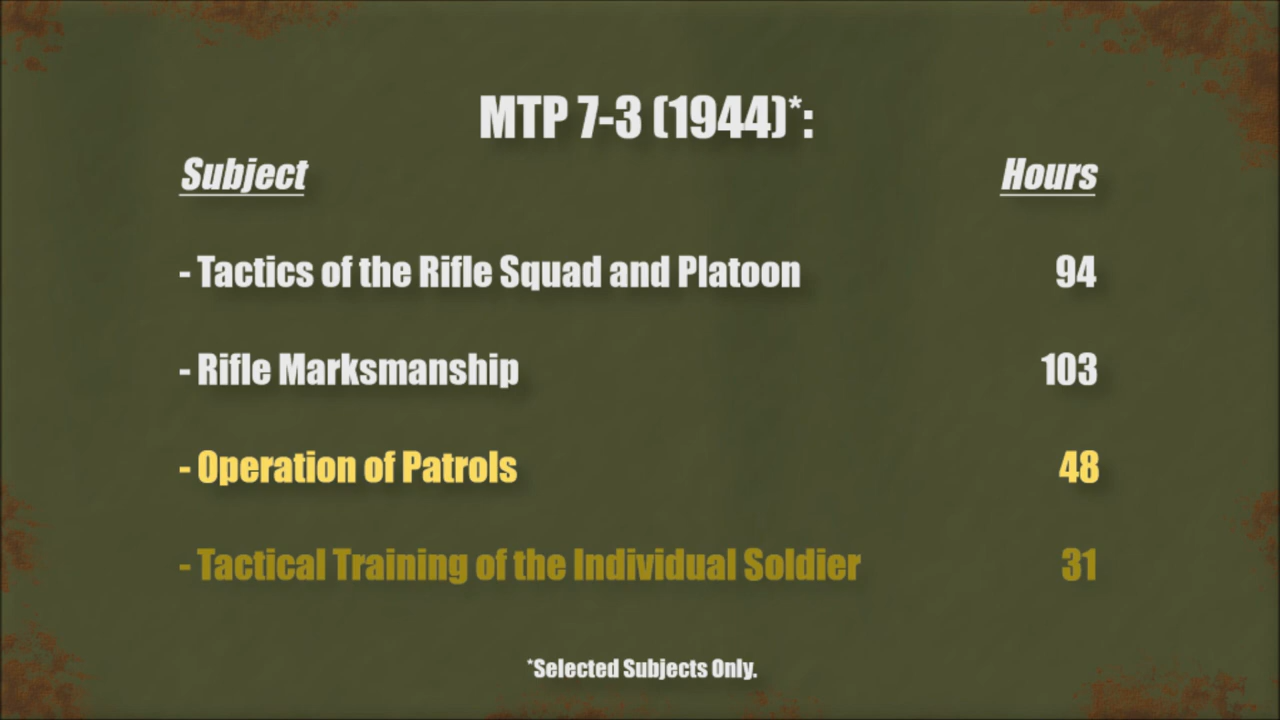 MTP 7-3 (1944)*:
Subject Hours
- Tactics of the Rifle Squad and Platoon 94
- Rifle Marksmanship 103
- Operation of Patrols 48
- Tactical Training of the Individual Soldier 31
*Selected Subjects Only.